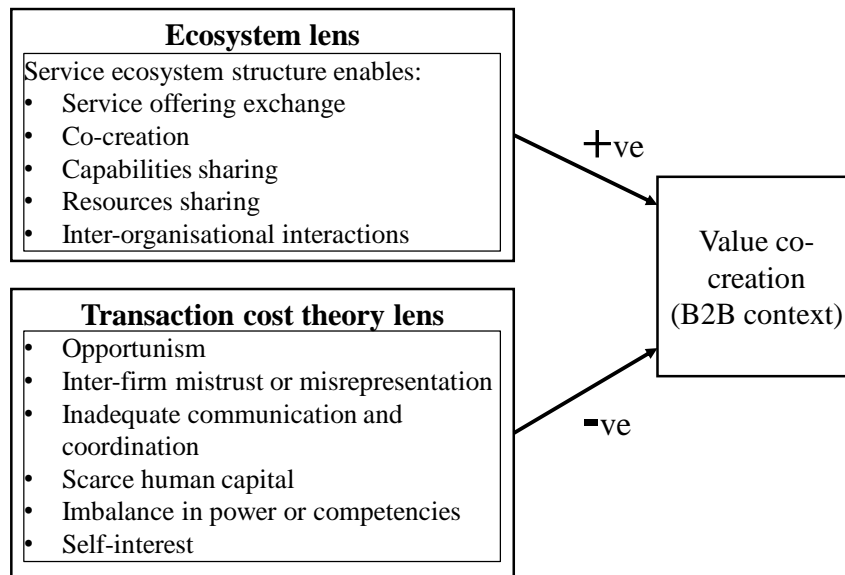 Ecosystem lens
Service ecosystem structure enables:
• Service offering exchange
• Co-creation
• Capabilities sharing
• Resources sharing
• Inter-organisational interactions
+ve
Value co-
creation
(B2B context)
Transaction cost theory lens
• Opportunism
• Inter-firm mistrust or misrepresentation
• Inadequate communication and
coordination
• Scarce human capital
• Imbalance in power or competencies
• Self-interest
-ve